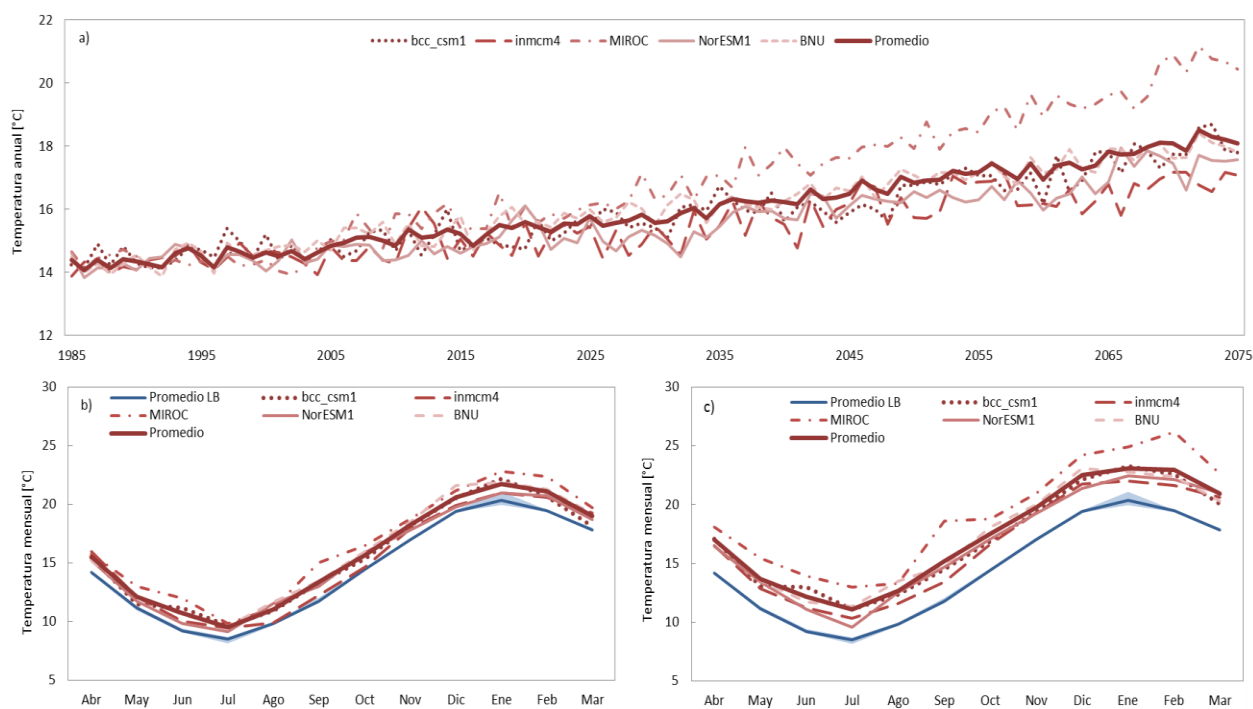 a)
bcc_csm1 inmcm4 MIROC NorESM1 BNU Promedio
Temperatura anual [°C]
22
20
18
16
14
12
1985 1995 2005 2015 2025 2035 2045 2055 2065 2075
b)
Promedio LB bcc_csm1 inmcm4
MIROC NorESM1 BNU
Promedio
Temperatura mensual [°C]
30
25
20
15
10
5
Abr May Jun Jul Ago Sep Oct Nov Dic Ene Feb Mar
c)
Promedio LB bcc_csm1 inmcm4
MIROC NorESM1 BNU
Promedio
Temperatura mensual [°C]
30
25
20
15
10
5
Abr May Jun Jul Ago Sep Oct Nov Dic Ene Feb Mar